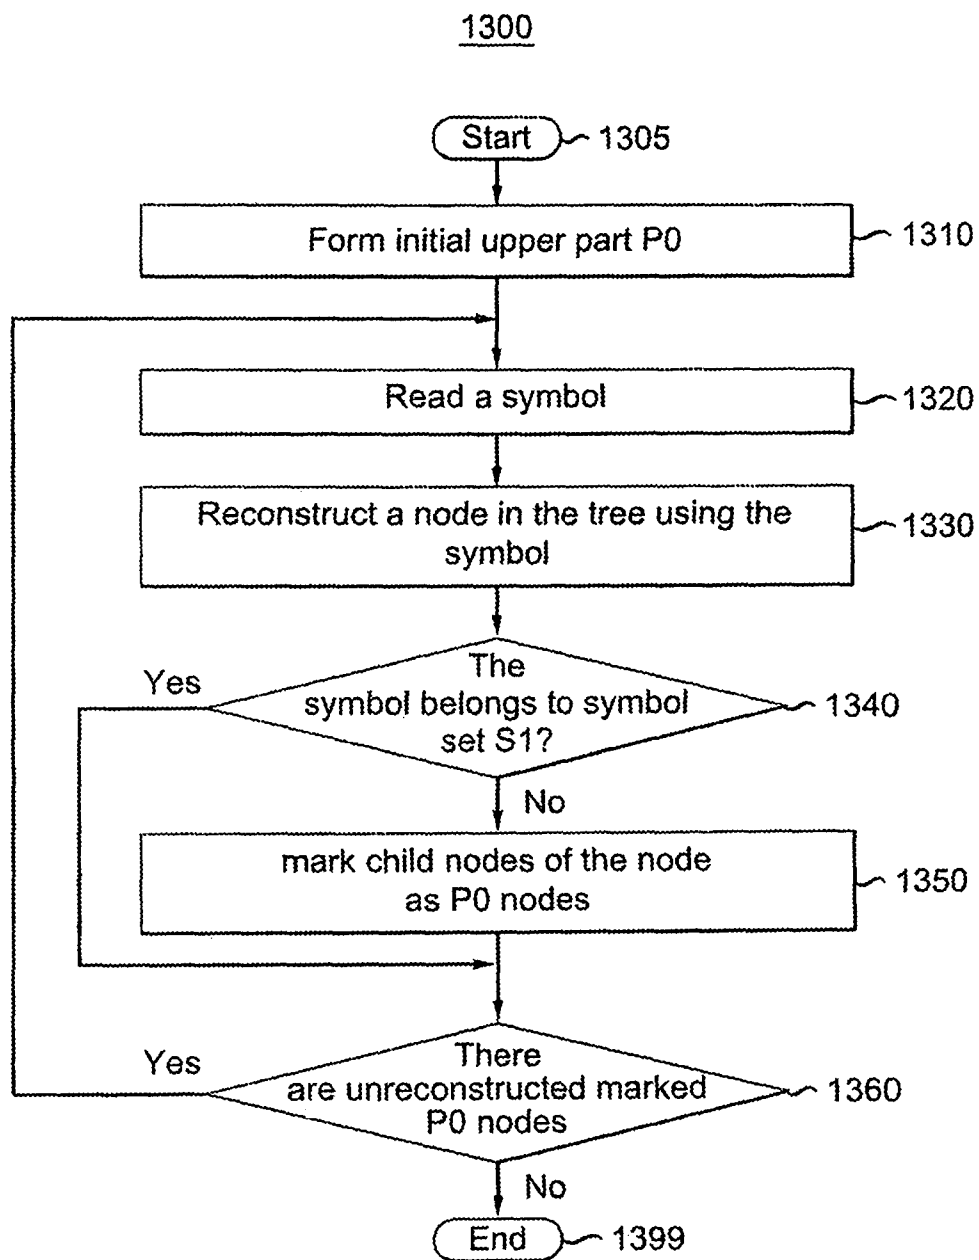 1300
Start
1305
Form initial upper part P0
1310
Read a symbol
1320
Reconstruct a node in the tree using the
symbol
1330
The
symbol belongs to symbol
set S1?
1340
Yes
No
mark child nodes of the node
as P0 nodes
1350
There
are unreconstructed marked
P0 nodes
1360
Yes
No
End
1399